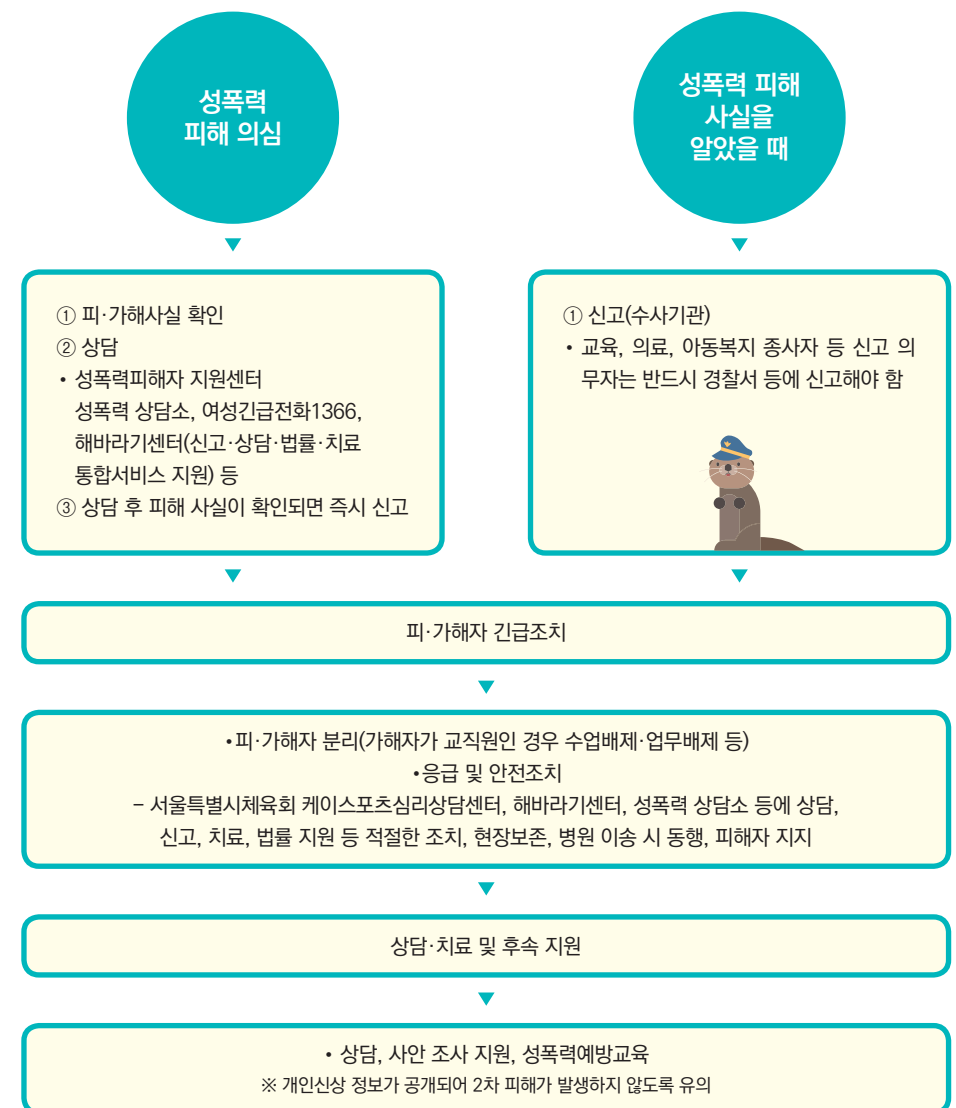 성폭력
피해 의심
성폭력 피해
사실을
알았을 때
① 피·가해사실 확인
② 상담
• 성폭력피해자 지원센터
성폭력 상담소, 여성긴급전화1366,
해바라기센터(신고·상담·법률·치료
통합서비스 지원) 등
③ 상담 후 피해 사실이 확인되면 즉시 신고
① 신고(수사기관)
• 교육, 의료, 아동복지 종사자 등 신고 의
무자는 반드시 경찰서 등에 신고해야 함
피·가해자 긴급조치
•피·가해자 분리(가해자가 교직원인 경우 수업배제·업무배제 등)
•응급 및 안전조치
– 서울특별시체육회 케이스포츠심리상담센터, 해바라기센터, 성폭력 상담소 등에 상담,
신고, 치료, 법률 지원 등 적절한 조치, 현장보존, 병원 이송 시 동행, 피해자 지지
상담·치료 및 후속 지원
• 상담, 사안 조사 지원, 성폭력예방교육
※ 개인신상 정보가 공개되어 2차 피해가 발생하지 않도록 유의